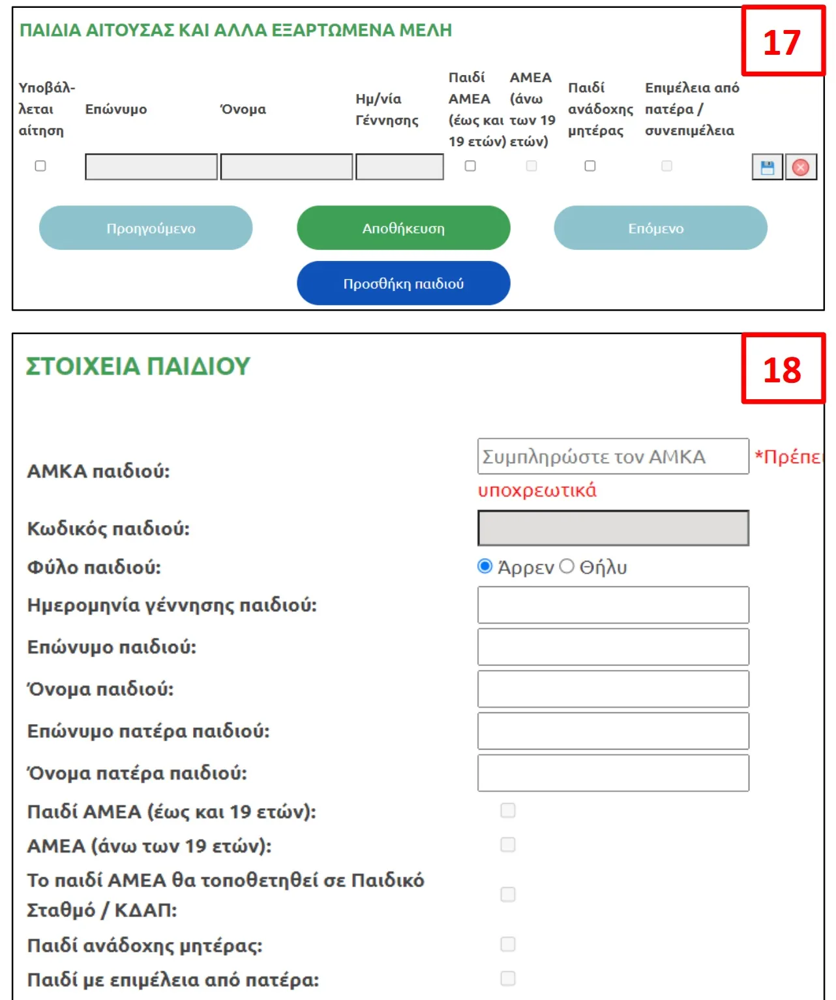 ΠΑΙΔΙΑ ΑΙΤΟΥΣΑΣ ΚΑΙ ΑΛΛΑ ΕΞΑΡΤΩΜΕΝΑ ΜΕΛΗ
17
Υποβάλ-
λεται
αίτηση
Επώνυμο
Όνομα
Ημ/νία
Γέννησης
Παιδί
ΑΜΕΑ
(έως και
19 ετών)
ΑΜΕΑ
(άνω
των 19
ετών)
Παιδί
ανάδοχης
μητέρας
Επιμέλεια από
πατέρα /
συνεπιμέλεια
Προηγούμενο
Αποθήκευση
Επόμενο
Προσθήκη παιδιού
ΣΤΟΙΧΕΙΑ ΠΑΙΔΙΟΥ
18
ΑΜΚΑ παιδιού:
Συμπληρώστε τον ΑΜΚΑ *Πρέπει
υποχρεωτικά
Κωδικός παιδιού:
Φύλο παιδιού:
Άρρεν Θήλυ
Ημερομηνία γέννησης παιδιού:
Επώνυμο παιδιού:
Όνομα παιδιού:
Επώνυμο πατέρα παιδιού:
Όνομα πατέρα παιδιού:
Παιδί ΑΜΕΑ (έως και 19 ετών):
ΑΜΕΑ (άνω των 19 ετών):
Το παιδί ΑΜΕΑ θα τοποθετηθεί σε Παιδικό
Σταθμό / ΚΔΑΠ:
Παιδί ανάδοχης μητέρας:
Παιδί με επιμέλεια από πατέρα: